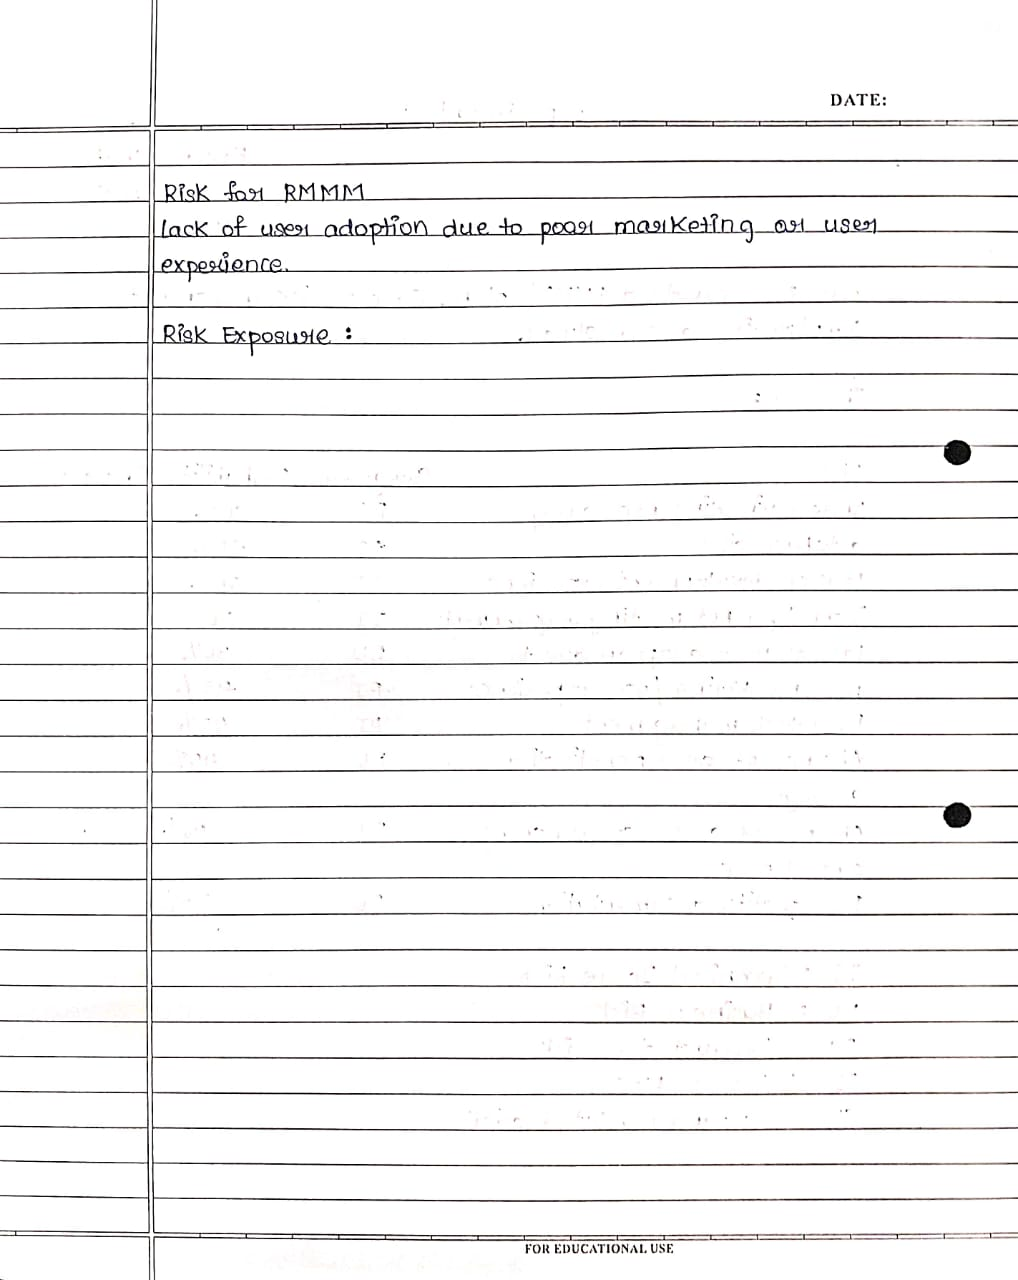 DATE:
Risk for RMMM
Lack of user adoption due to poor marketing or user
experience.
Risk Exposure :
FOR EDUCATIONAL USE